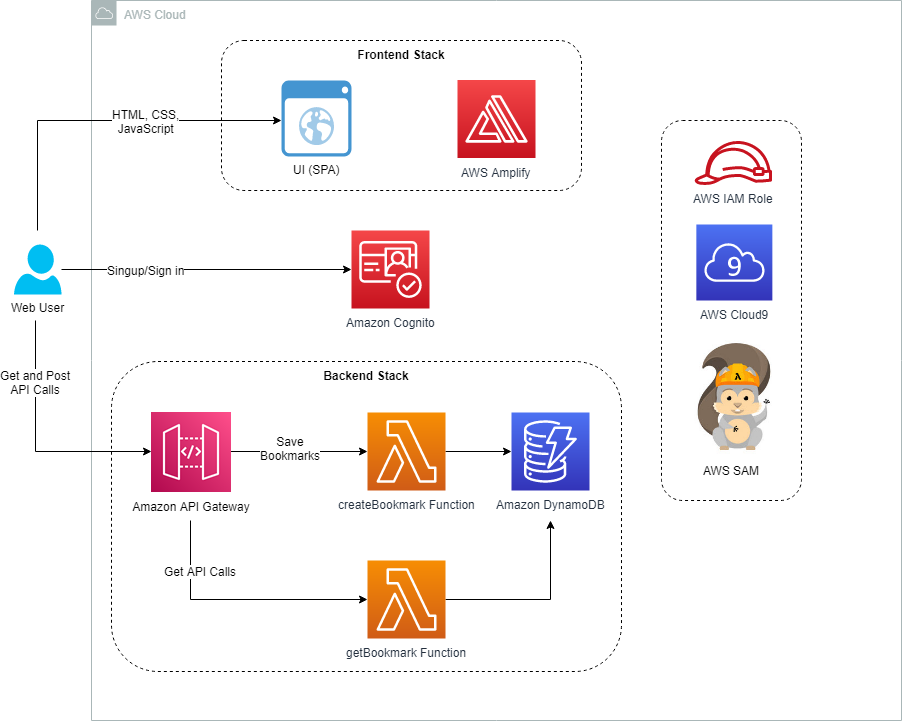 AWS Cloud
Frontend Stack
HTML, CSS,
JavaScript
UI (SPA)
AWS Amplify
AWS IAM Role
9
AWS Cloud9
λ
AWS SAM
Web User
Singup/Sign in
Amazon Cognito
Get and Post
API Calls
Backend Stack
</>
Amazon API Gateway
Save
Bookmarks
createBookmark Function
Amazon DynamoDB
Get API Calls
getBookmark Function